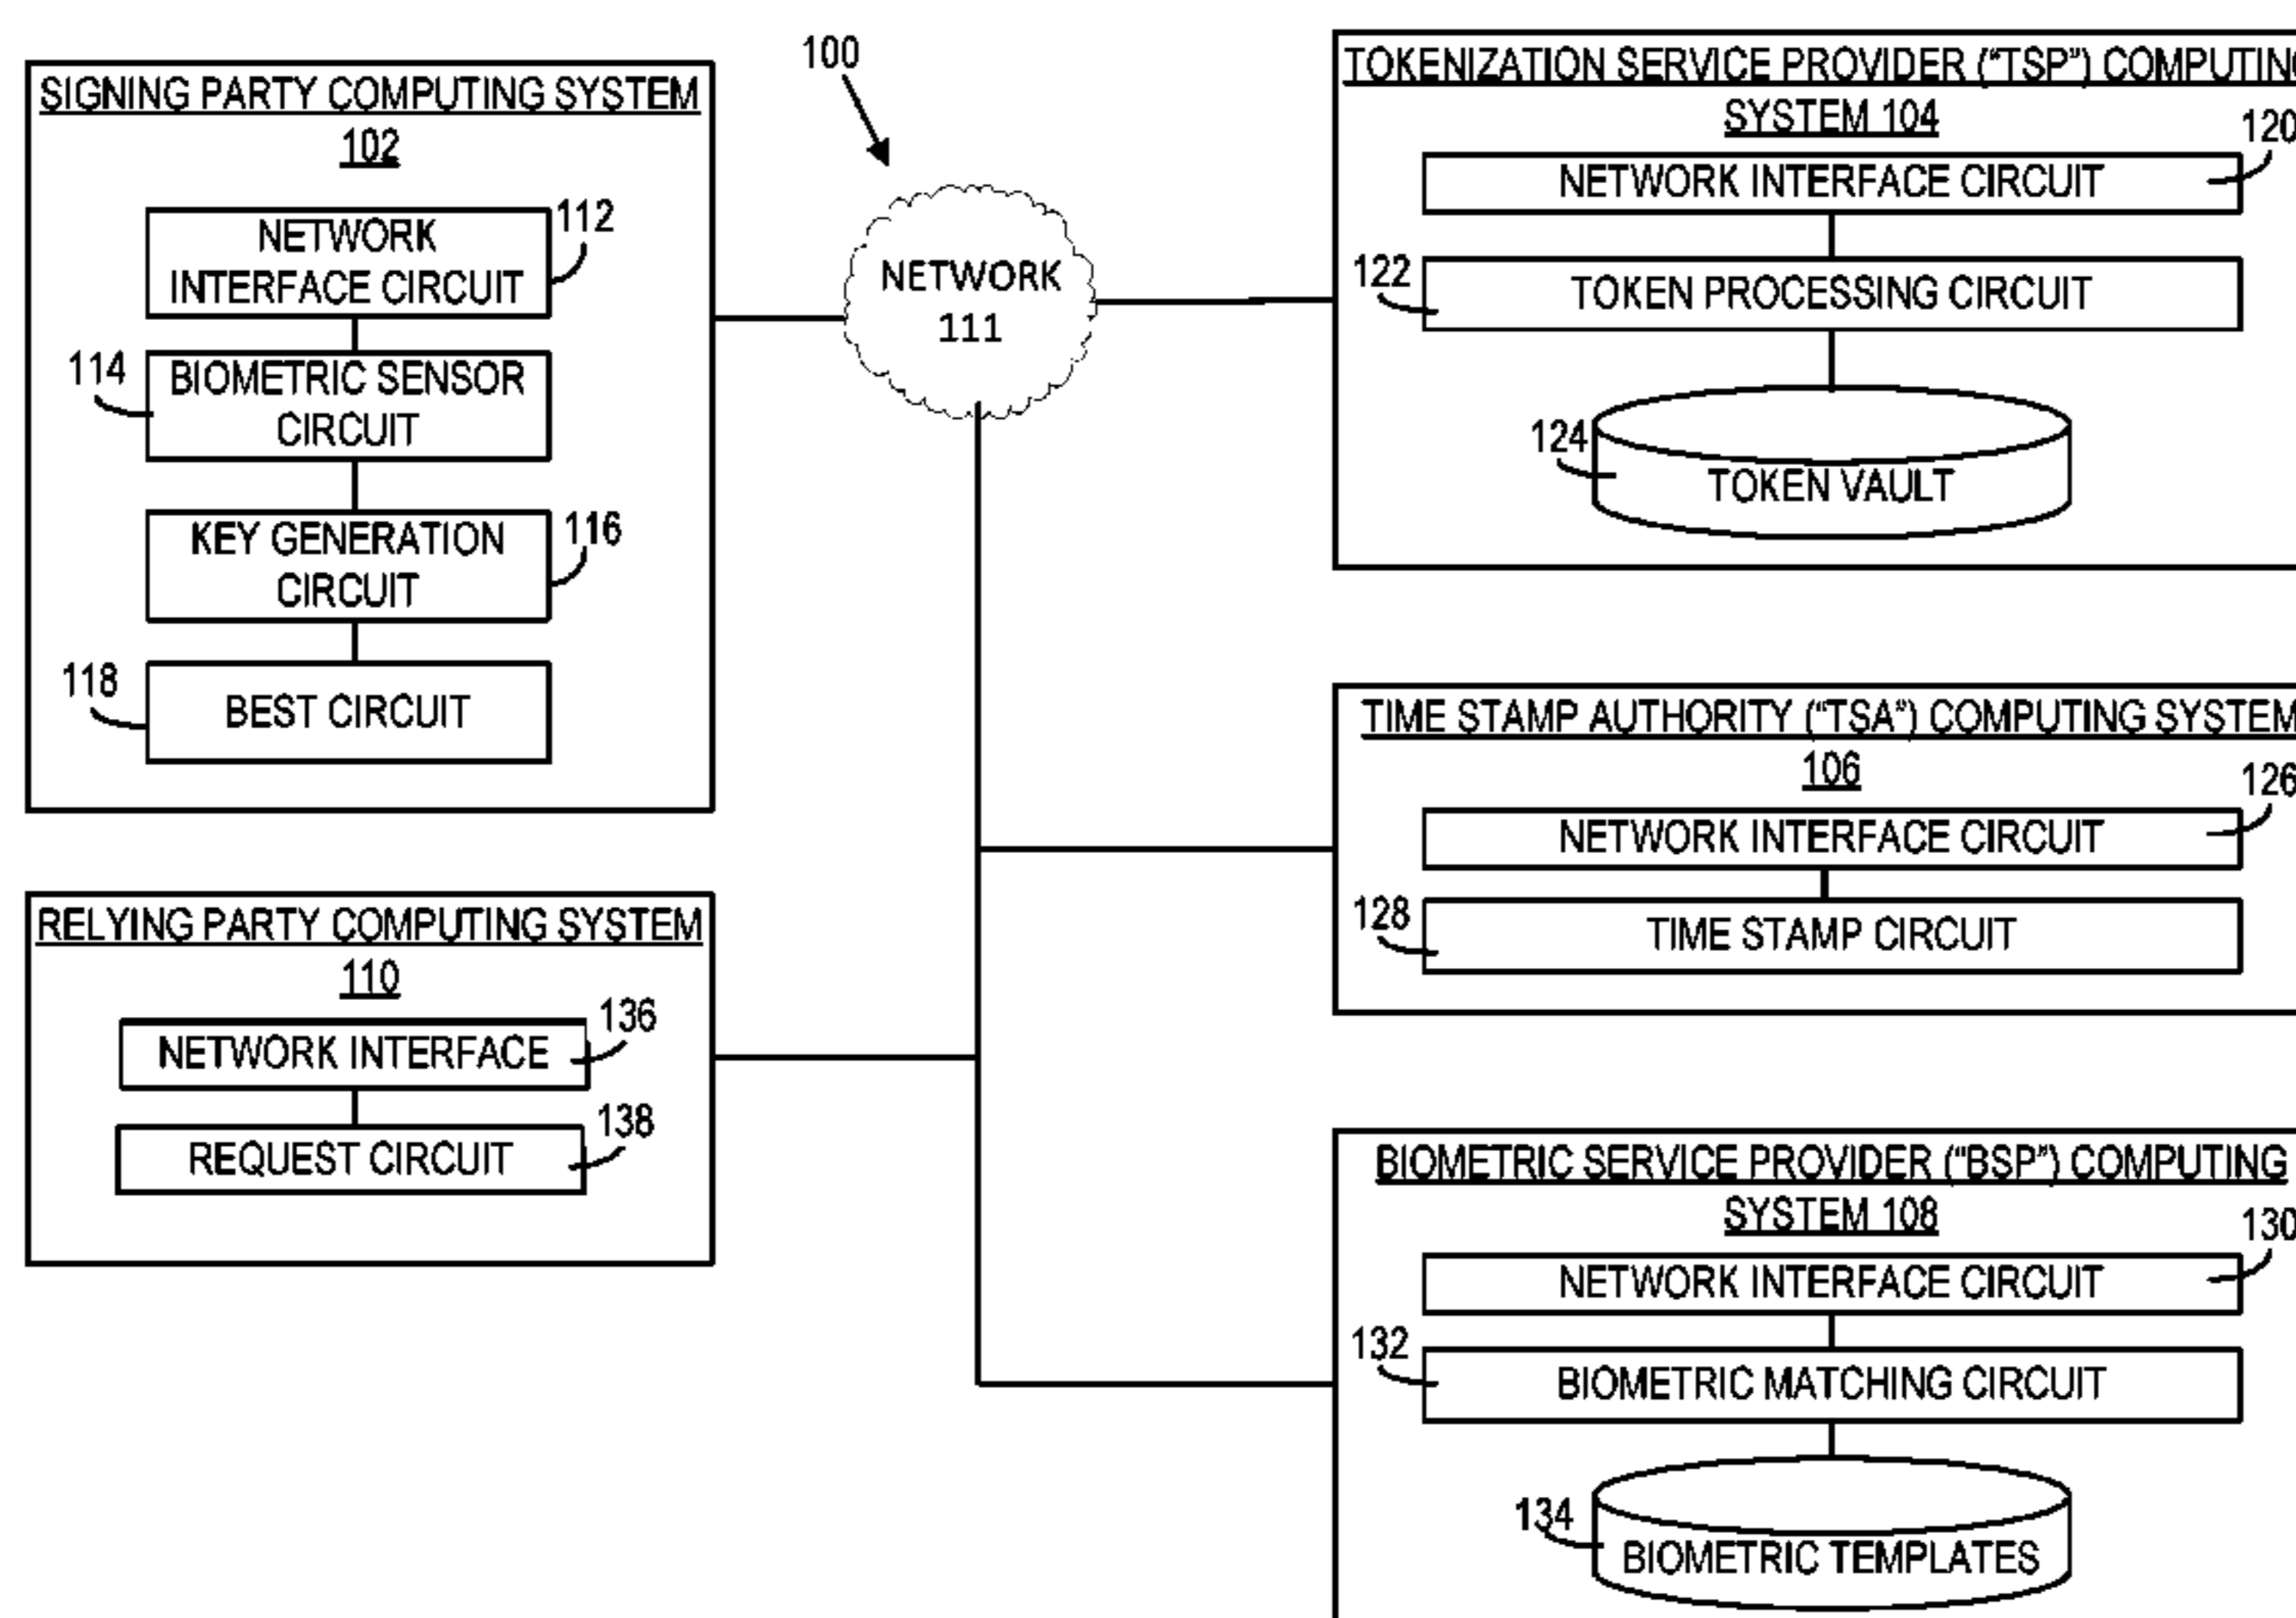 SIGNING PARTY COMPUTING SYSTEM
102
NETWORK
INTERFACE CIRCUIT
112
114
BIOMETRIC SENSOR
CIRCUIT
KEY GENERATION
CIRCUIT
116
118
BEST CIRCUIT
RELYING PARTY COMPUTING SYSTEM
110
NETWORK INTERFACE
136
REQUEST CIRCUIT
138
100
NETWORK
111
TOKENIZATION SERVICE PROVIDER ("TSP") COMPUTING
SYSTEM 104
120
NETWORK INTERFACE CIRCUIT
122
TOKEN PROCESSING CIRCUIT
124
TOKEN VAULT
TIME STAMP AUTHORITY ("TSA") COMPUTING SYSTEM
106
126
NETWORK INTERFACE CIRCUIT
128
TIME STAMP CIRCUIT
BIOMETRIC SERVICE PROVIDER ("BSP") COMPUTING
SYSTEM 108
130
NETWORK INTERFACE CIRCUIT
132
BIOMETRIC MATCHING CIRCUIT
134
BIOMETRIC TEMPLATES